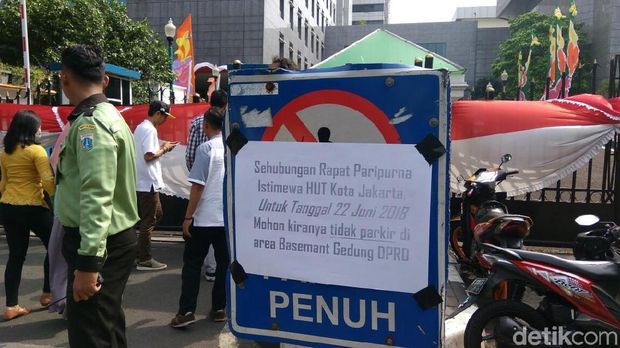 Sehubungan Rapat Paripurna
Istimewa HUT Kota Jakarta
Untuk Tanggal 22 Juni 2018
Mohon kiranya tidak parkir di
area Basemant Gedung DPRD
PENUH
detikcom